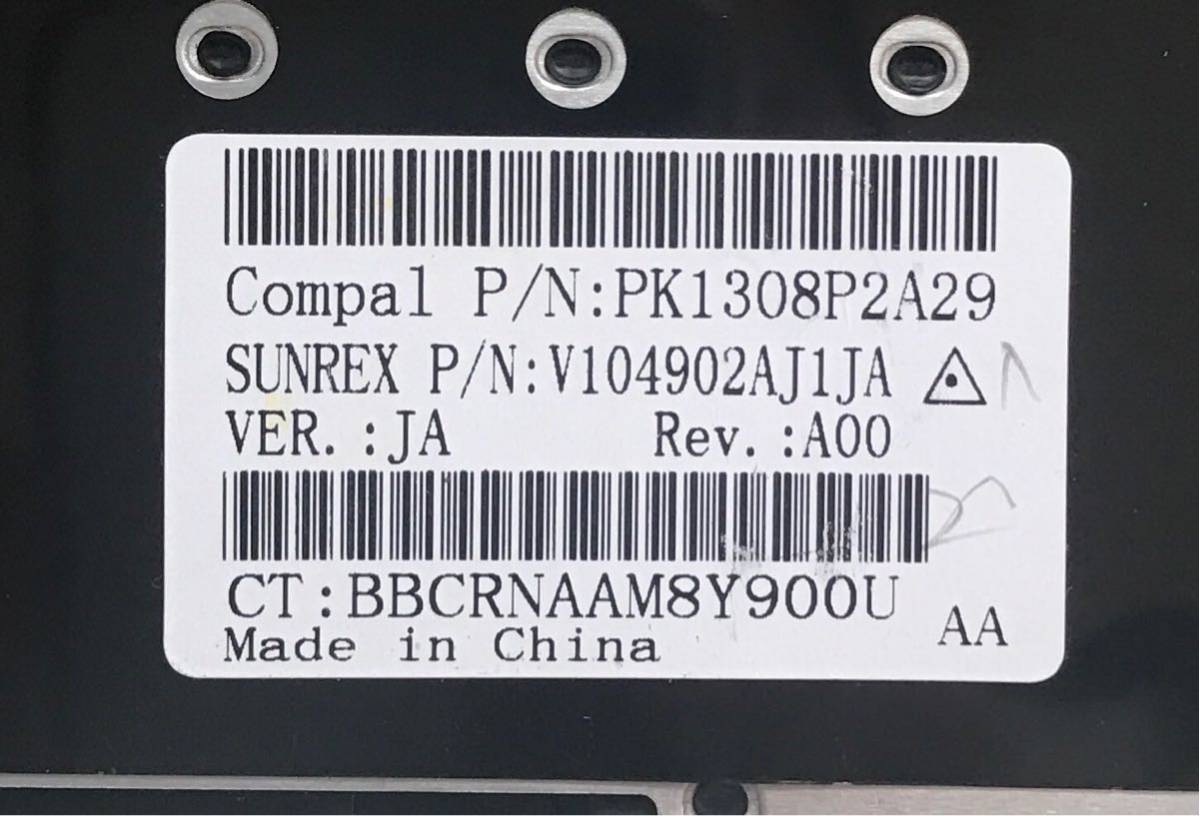 Compal P/N:PK1308P2A29
SUNREX P/N:V104902AJ1JA
VER.:JA Rev.:A00
CT:BBCRNAAM8Y900U
Made in China
AA